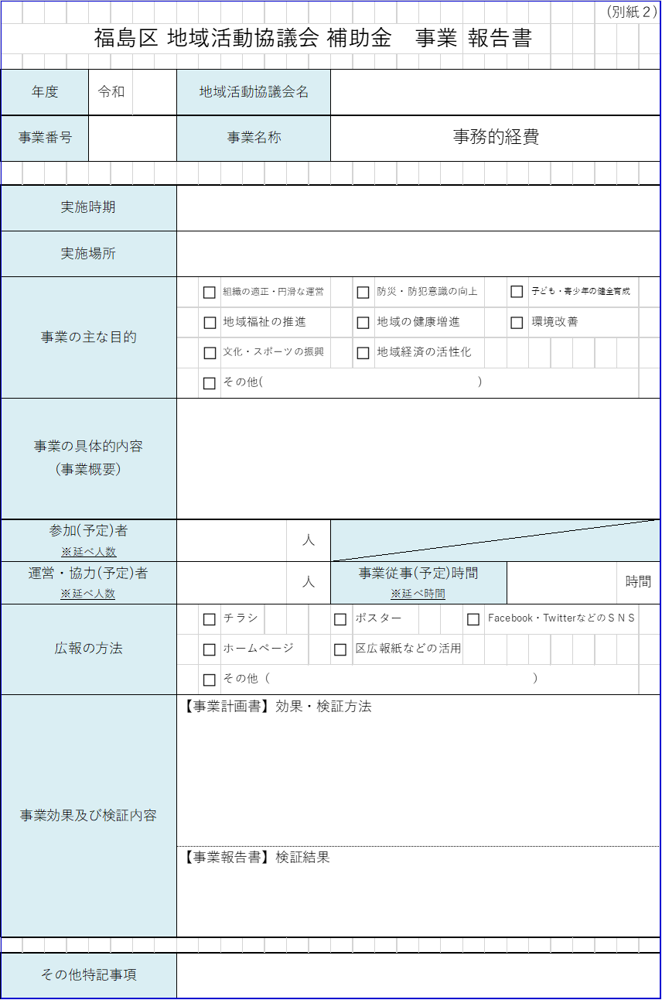 (別紙２)
福島区 地域活動協議会 補助金　事業 報告書
年度 令和 地域活動協議会名
事業番号 事業名称 事務的経費
実施時期
実施場所
事業の主な目的
□ 組織の適正・円滑な運営 □ 防災・防犯意識の向上 □ 子ども・青少年の健全育成
□ 地域福祉の推進 □ 地域の健康増進 □ 環境改善
□ 文化・スポーツの振興 □ 地域経済の活性化
□ その他( )
事業の具体的内容
(事業概要)
参加(予定)者
※延べ人数
人
運営・協力(予定)者
※延べ人数
人
事業従事(予定)時間
※延べ時間
時間
広報の方法
□ チラシ □ ポスター □ Facebook・TwitterなどのＳＮＳ
□ ホームページ □ 区広報紙などの活用
□ その他（ ）
事業効果及び検証内容
【事業計画書】効果・検証方法
【事業報告書】検証結果
その他特記事項